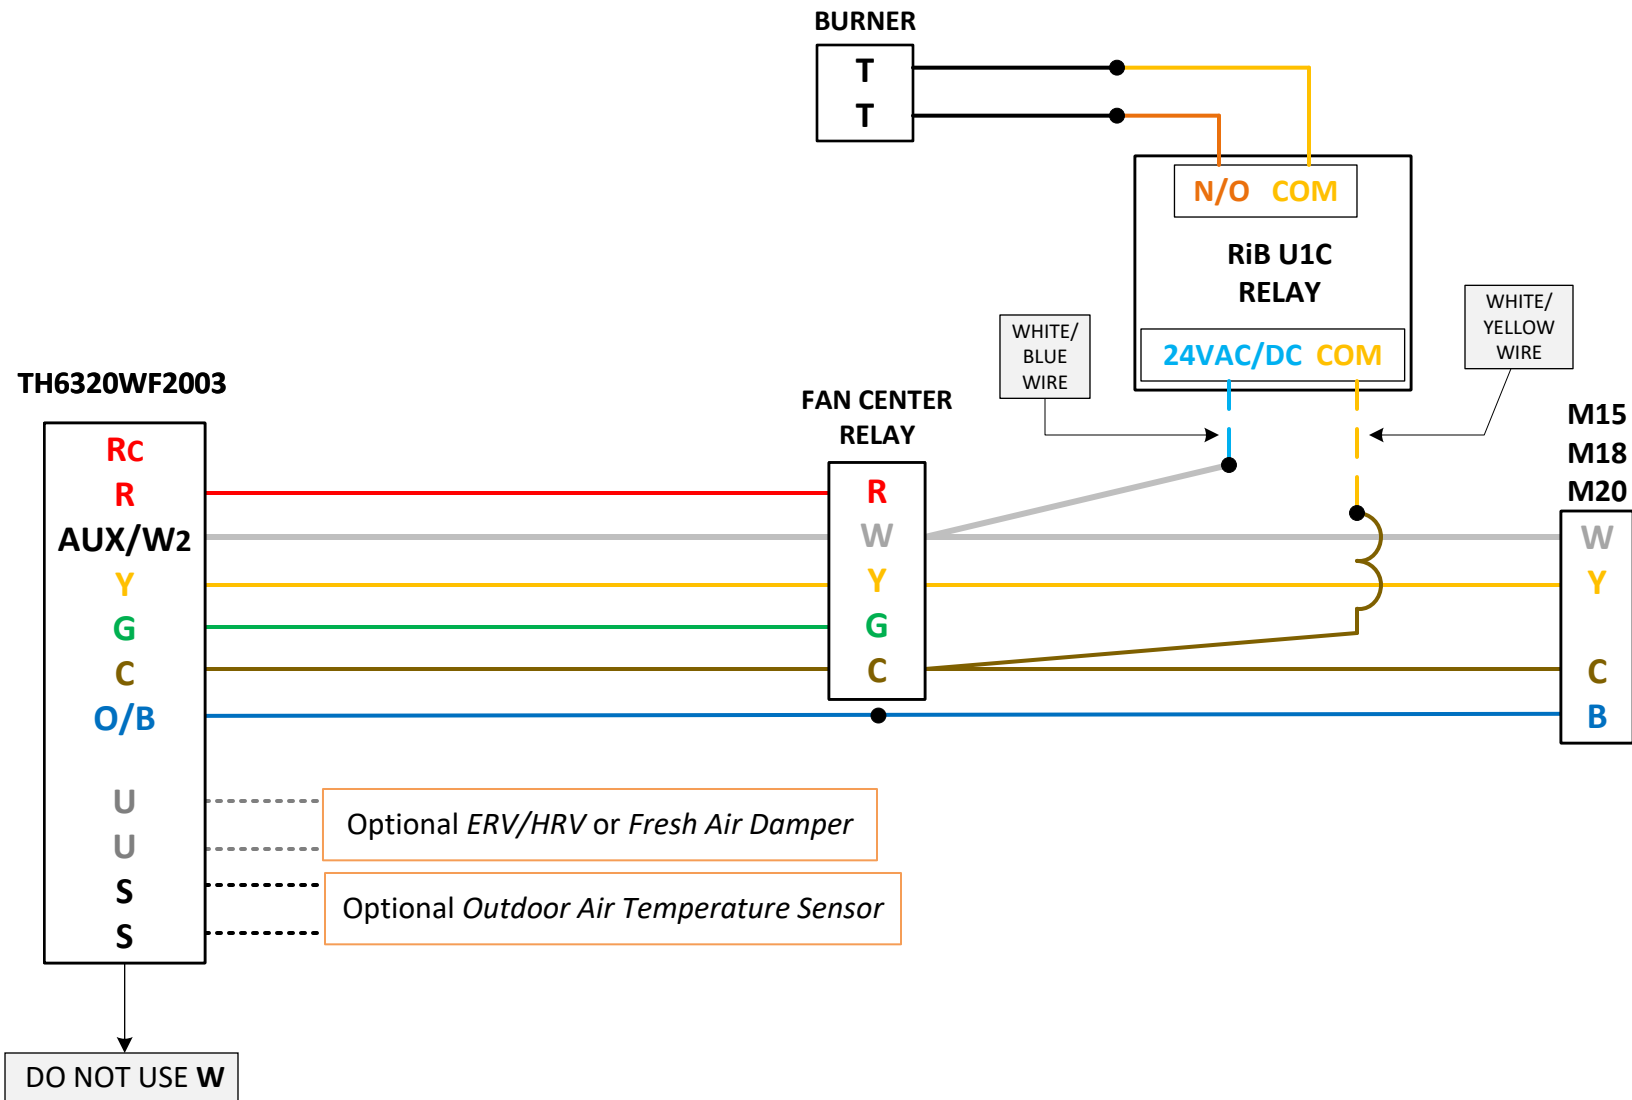 BURNER
T
T
N/O COM
RiB U1C
RELAY
24VAC/DC COM
WHITE/
BLUE
WIRE
WHITE/
YELLOW
WIRE
TH6320WF2003
RC
R
AUX/W2
Y
G
C
O/B
U
U
S
S
FAN CENTER
RELAY
R
W
Y
G
C
M15
M18
M20
W
Y
C
B
Optional ERV/HRV or Fresh Air Damper
Optional Outdoor Air Temperature Sensor
DO NOT USE W